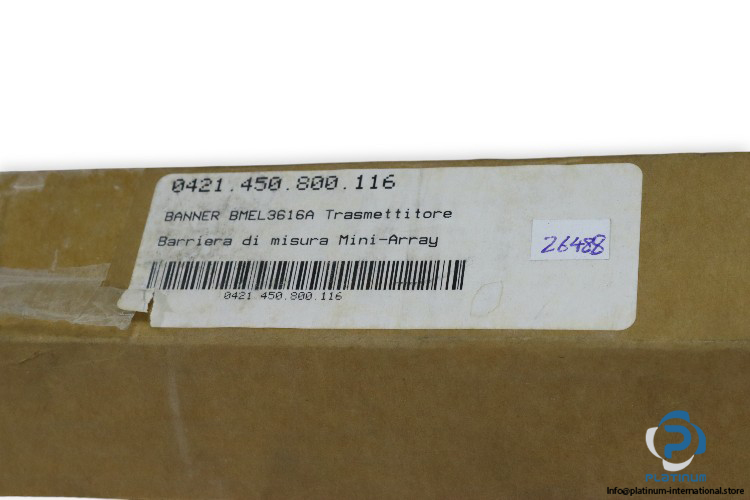 0421.450.800.116
BANNER BMEL3616A Trasmettitore
Barriera di misura Mini-Array
26488
0421.450.800.116
PLATINUM
Info@platinum-international.store